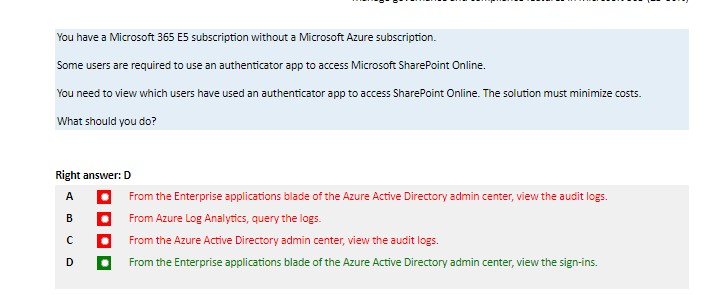 You have a Microsoft 365 E5 subscription without a Microsoft Azure subscription.
Some users are required to use an authenticator app to access Microsoft SharePoint Online.
You need to view which users have used an authenticator app to access SharePoint Online. The solution must minimize costs.
What should you do?
Right answer: D
A From the Enterprise applications blade of the Azure Active Directory admin center, view the audit logs.
B From Azure Log Analytics, query the logs.
C From the Azure Active Directory admin center, view the audit logs.
D From the Enterprise applications blade of the Azure Active Directory admin center, view the sign-ins.